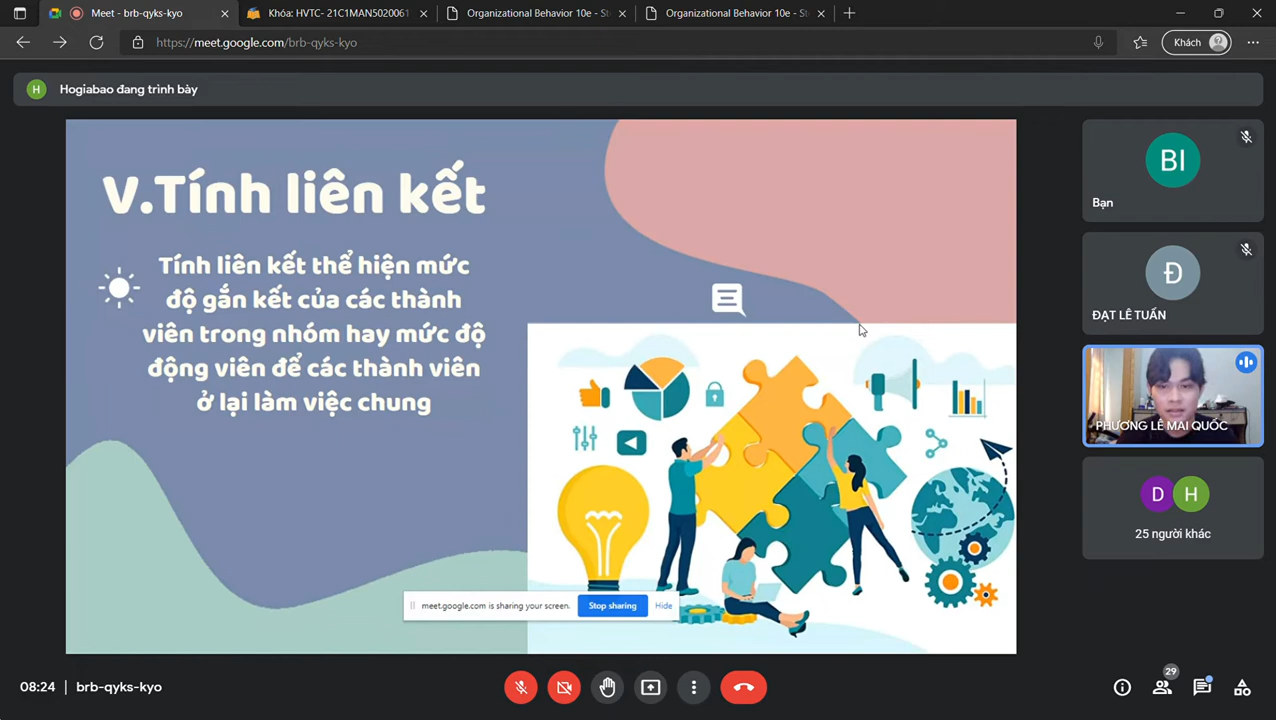 Meet - brb-qyks-kyo
Khóa: HVTC- 21C1MAN5020061
Organizational Behavior 10e - St
Organizational Behavior 10e - St
https://meet.google.com/brb-qyks-kyo
Khách
H
Hogiabao đang trình bày
V.Tính liên kết
Tính liên kết thể hiện mức
độ gắn kết của các thành
viên trong nhóm hay mức độ
động viên để các thành viên
ở lại làm việc chung
meet.google.com is sharing your screen.
Stop sharing
Hide
BI
Bạn
Đ
ĐẠT LÊ TUẤN
PHƯƠNG LÊ MAI QUỐC
D
H
25 người khác
08:24 | brb-qyks-kyo
29